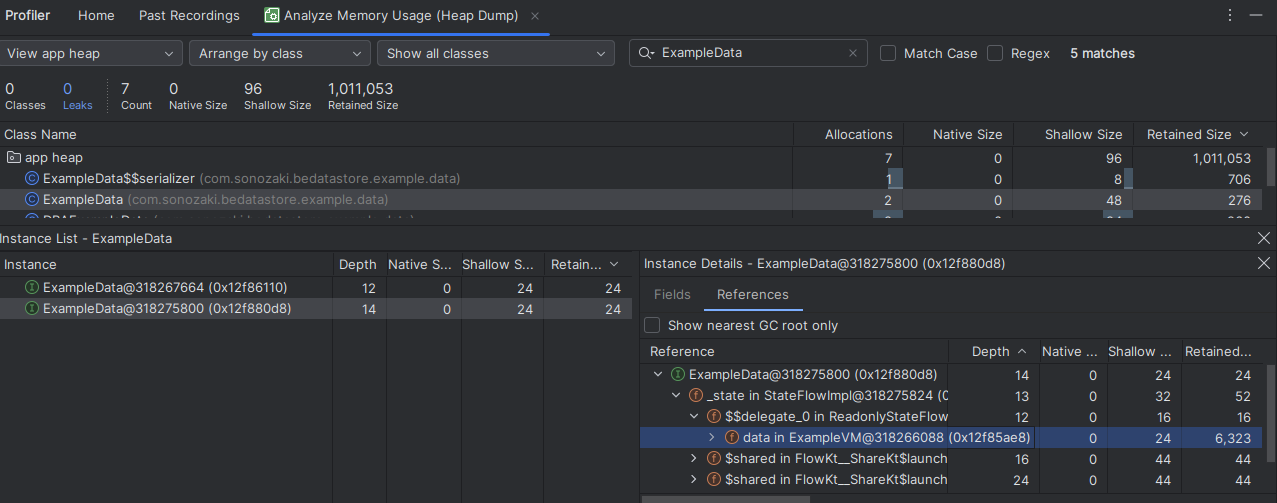 Profiler Home Past Recordings Analyze Memory Usage (Heap Dump)
View app heap Arrange by class Show all classes ExampleData Match Case Regex 5 matches
0 0 7 0 96 1,011,053
Classes Leaks Count Native Size Shallow Size Retained Size
Class Name Allocations Native Size Shallow Size Retained Size
app heap 7 0 96 1,011,053
ExampleData$$serializer (com.sonozaki.bedatastore.example.data) 1 0 8 706
ExampleData (com.sonozaki.bedatastore.example.data) 2 0 48 276
Instance List - ExampleData
Instance Depth Native S... Shallow S... Retain...
ExampleData@318267664 (0x12f86110) 12 0 24 24
ExampleData@318275800 (0x12f880d8) 14 0 24 24
Instance Details - ExampleData@318275800 (0x12f880d8)
Fields References
Show nearest GC root only
Reference Depth Native ... Shallow ... Retained...
ExampleData@318275800 (0x12f880d8) 14 0 24 24
_state in StateFlowImpl@318275824 (0 13 0 32 52
$$delegate_0 in ReadonlyStateFlow 12 0 16 16
data in ExampleVM@318266088 (0x12f85ae8) 0 24 6,323
$shared in FlowKt__ShareKt$launch 16 0 44 44
$shared in FlowKt__ShareKt$launch 24 0 44 44